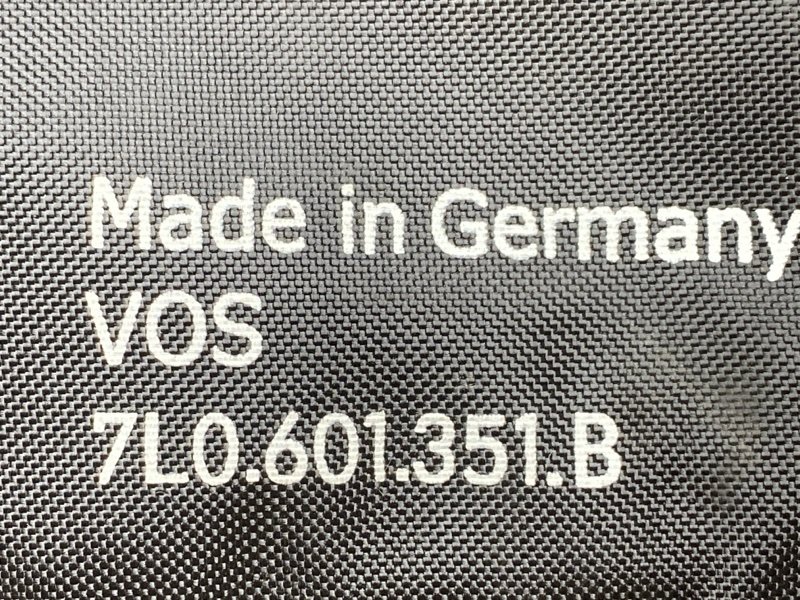 Made in Germany
VOS
7L0.601.351.B